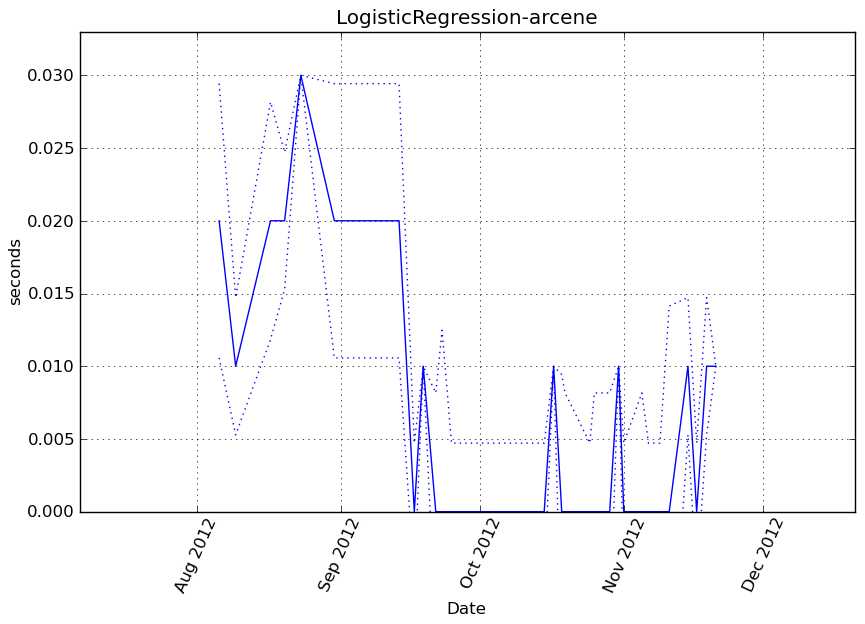 LogisticRegression-arcene
0.030
0.025
0.020
0.015
0.010
0.005
0.000
seconds
Aug 2012
Sep 2012
Oct 2012
Nov 2012
Dec 2012
Date